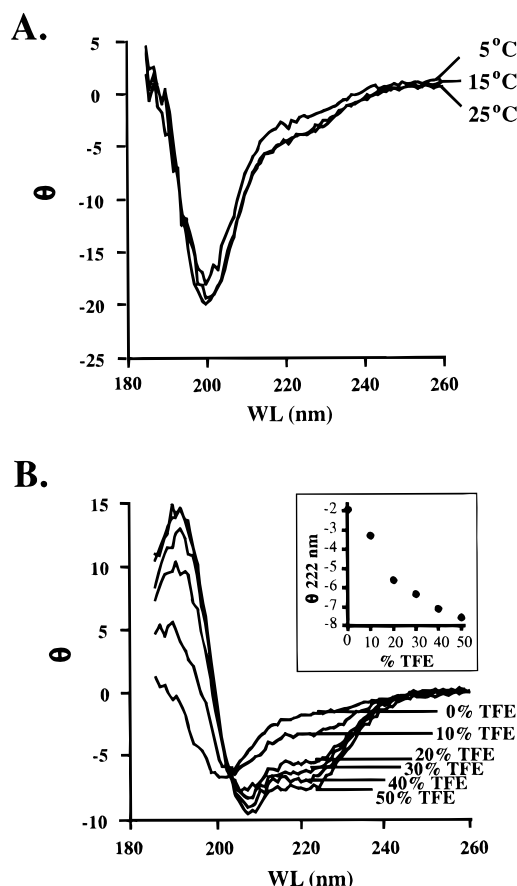 A.
5
0
-5
-10
-15
-20
-25
θ
180 200 220 240 260
WL (nm)
5°C
15°C
25°C
B.
15
10
5
0
-5
-10
θ
180 200 220 240 260
WL (nm)
-2
-3
-4
-5
-6
-7
-8
θ 222 nm
0 10 20 30 40 50
% TFE
0% TFE
10% TFE
20% TFE
30% TFE
40% TFE
50% TFE